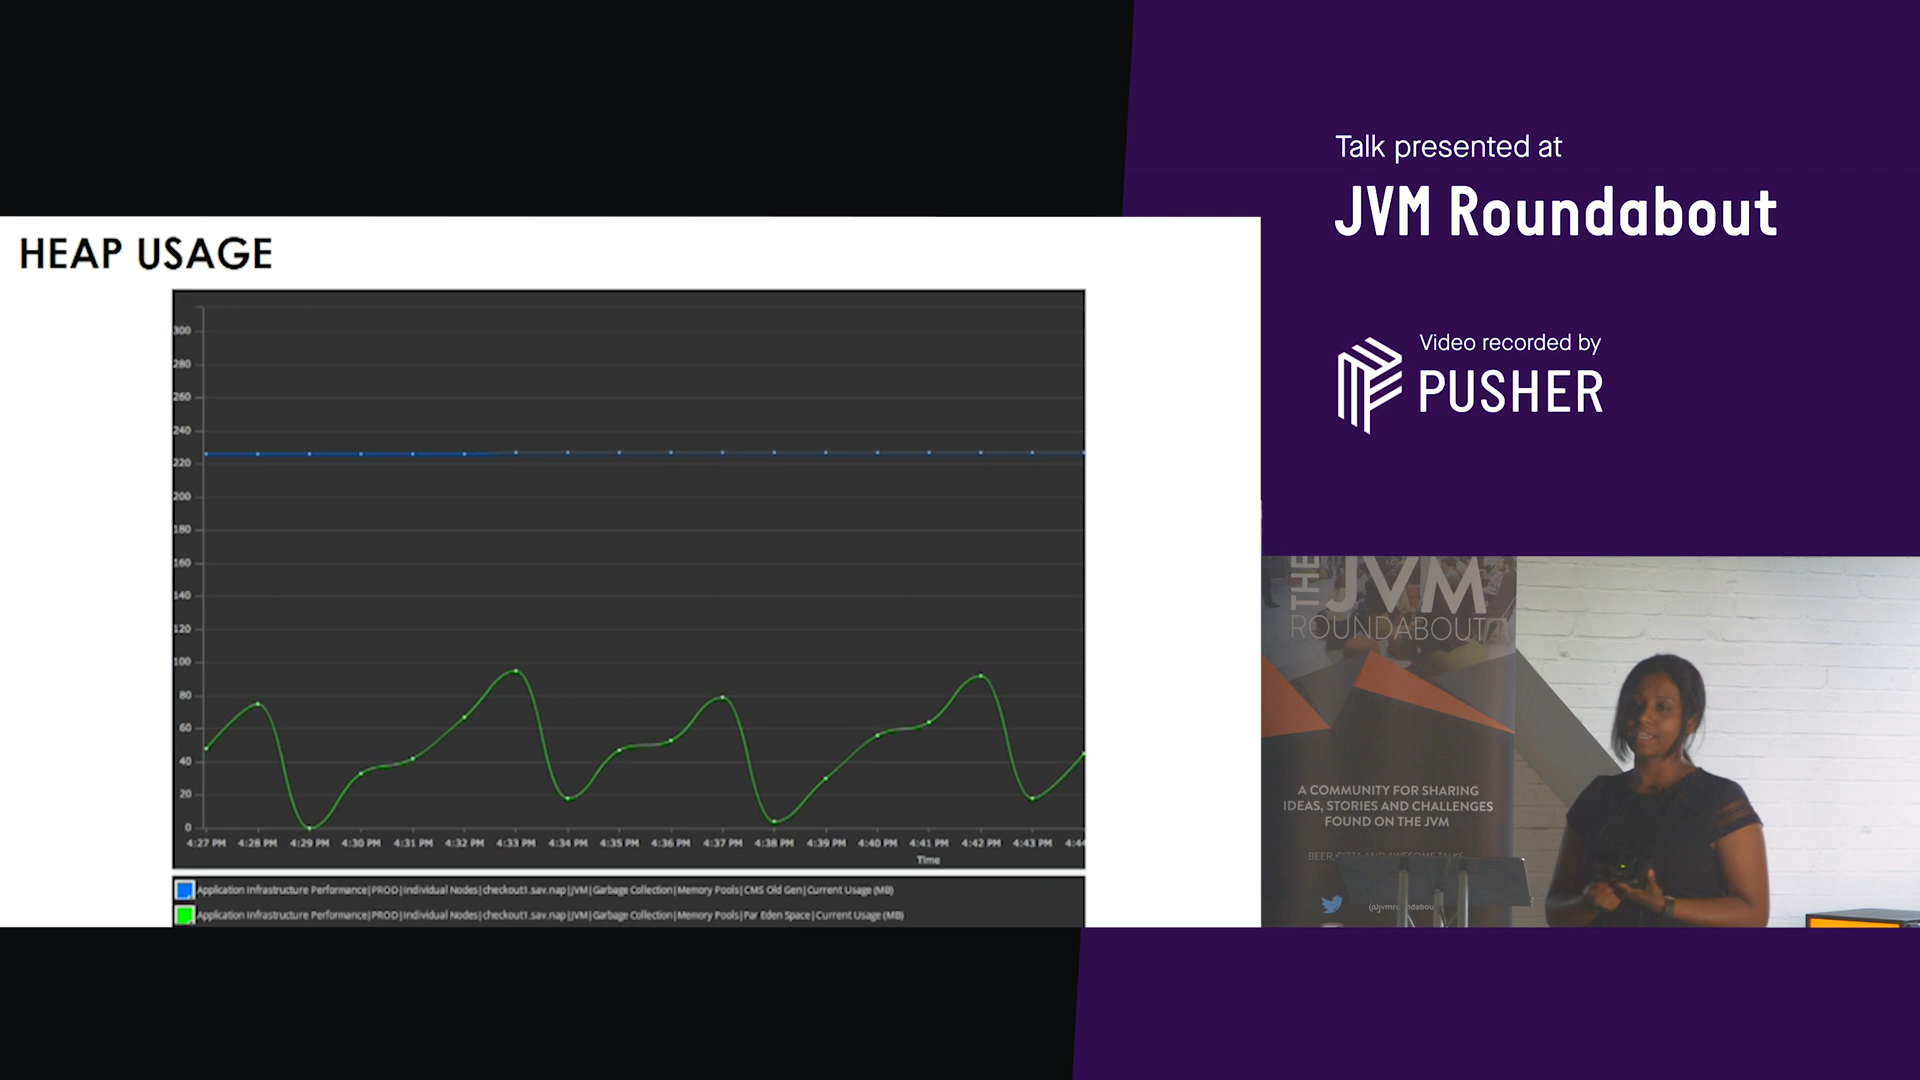 Talk presented at
JVM Roundabout
Video recorded by
PUSHER
HEAP USAGE
300
280
260
240
220
200
180
160
140
120
100
80
60
40
20
0
4:27 PM 4:28 PM 4:29 PM 4:30 PM 4:31 PM 4:32 PM 4:33 PM 4:34 PM 4:35 PM 4:36 PM 4:37 PM 4:38 PM 4:39 PM 4:40 PM 4:41 PM 4:42 PM 4:43 PM 4:44
Time
Application Infrastructure Performance|PROD|Individual Nodes|checkout1.sav.nap|JVM|Garbage Collection|Memory Pools|CMS Old Gen|Current Usage (MB)
Application Infrastructure Performance|PROD|Individual Nodes|checkout1.sav.nap|JVM|Garbage Collection|Memory Pools|Par Eden Space|Current Usage (MB)
THE
JVM
ROUNDABOUT
A COMMUNITY FOR SHARING
IDEAS, STORIES AND CHALLENGES
FOUND ON THE JVM
BEER, PIZZA AND AWESOME TALKS